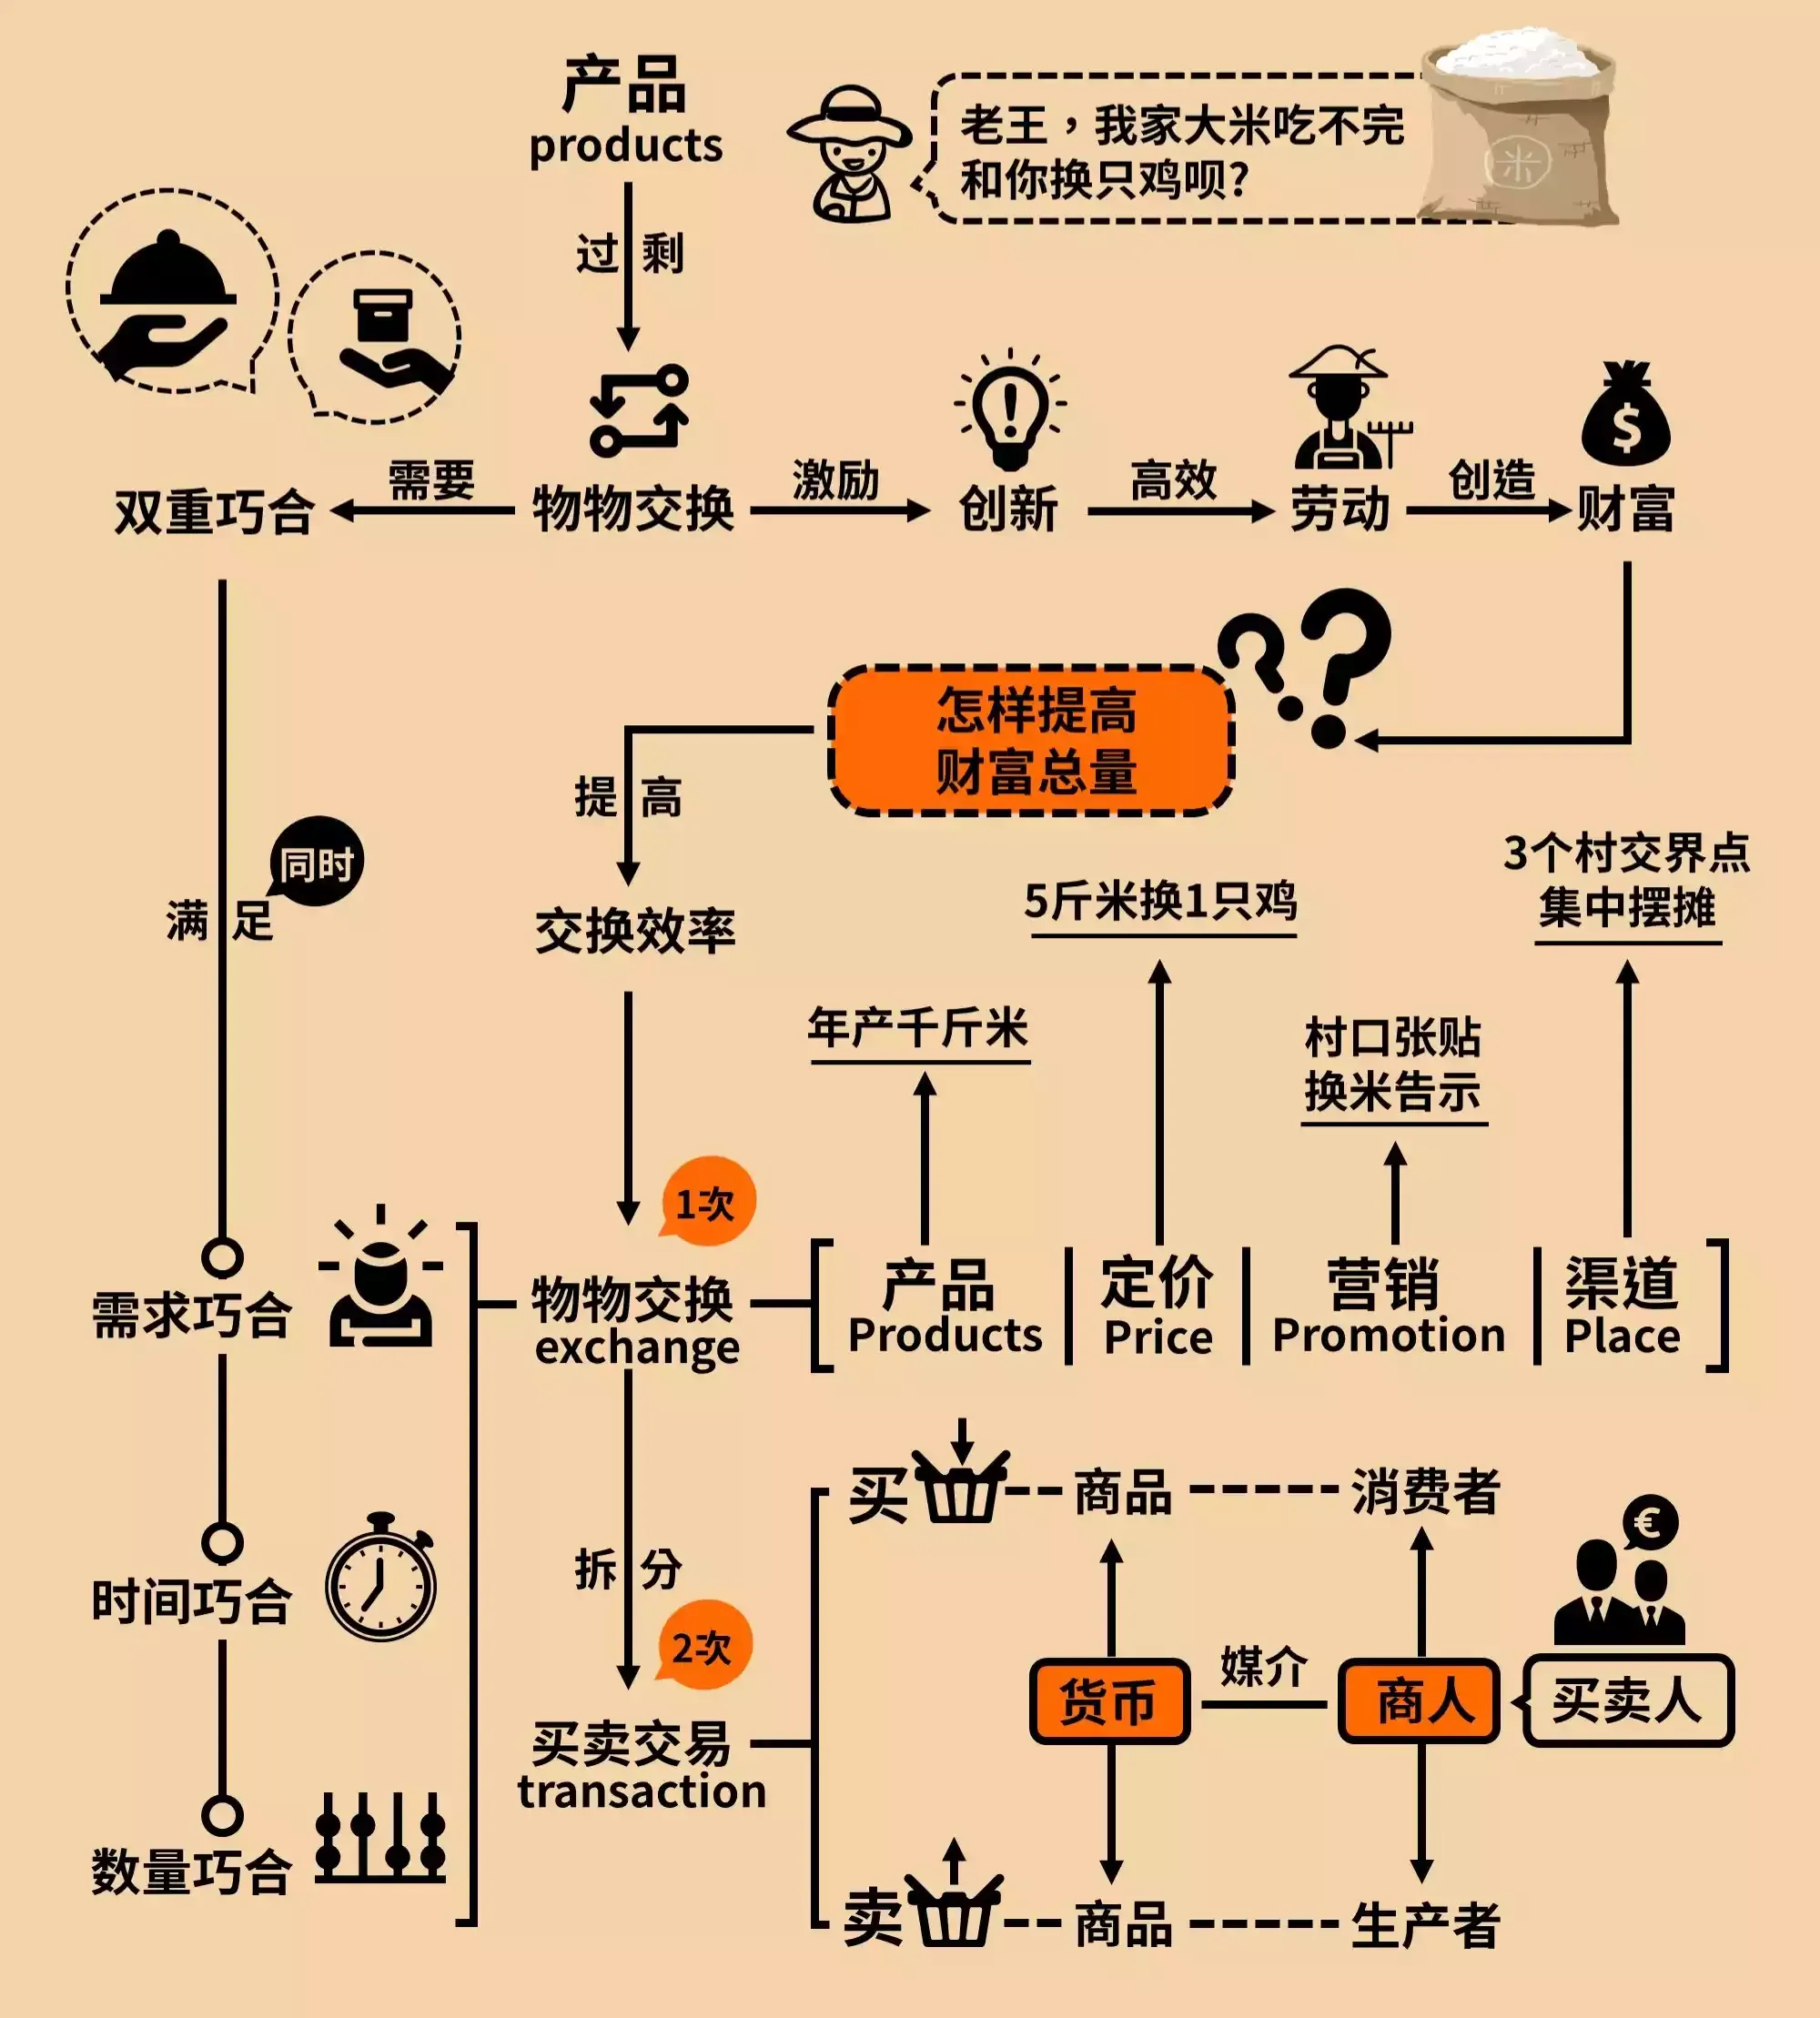 产品
products
老王，我家大米吃不完
和你换只鸡呗?
米
过剩
需要
激励
高效
创造
双重巧合
物物交换
创新
劳动
财富
$
怎样提高
财富总量
提高
同时
满足
交换效率
5斤米换1只鸡
3个村交界点
集中摆摊
年产千斤米
村口张贴
换米告示
1次
需求巧合
物物交换
exchange
产品
Products
定价
Price
营销
Promotion
渠道
Place
买
商品
消费者
€
拆分
时间巧合
2次
货币
媒介
商人
买卖人
买卖交易
transaction
数量巧合
卖
商品
生产者